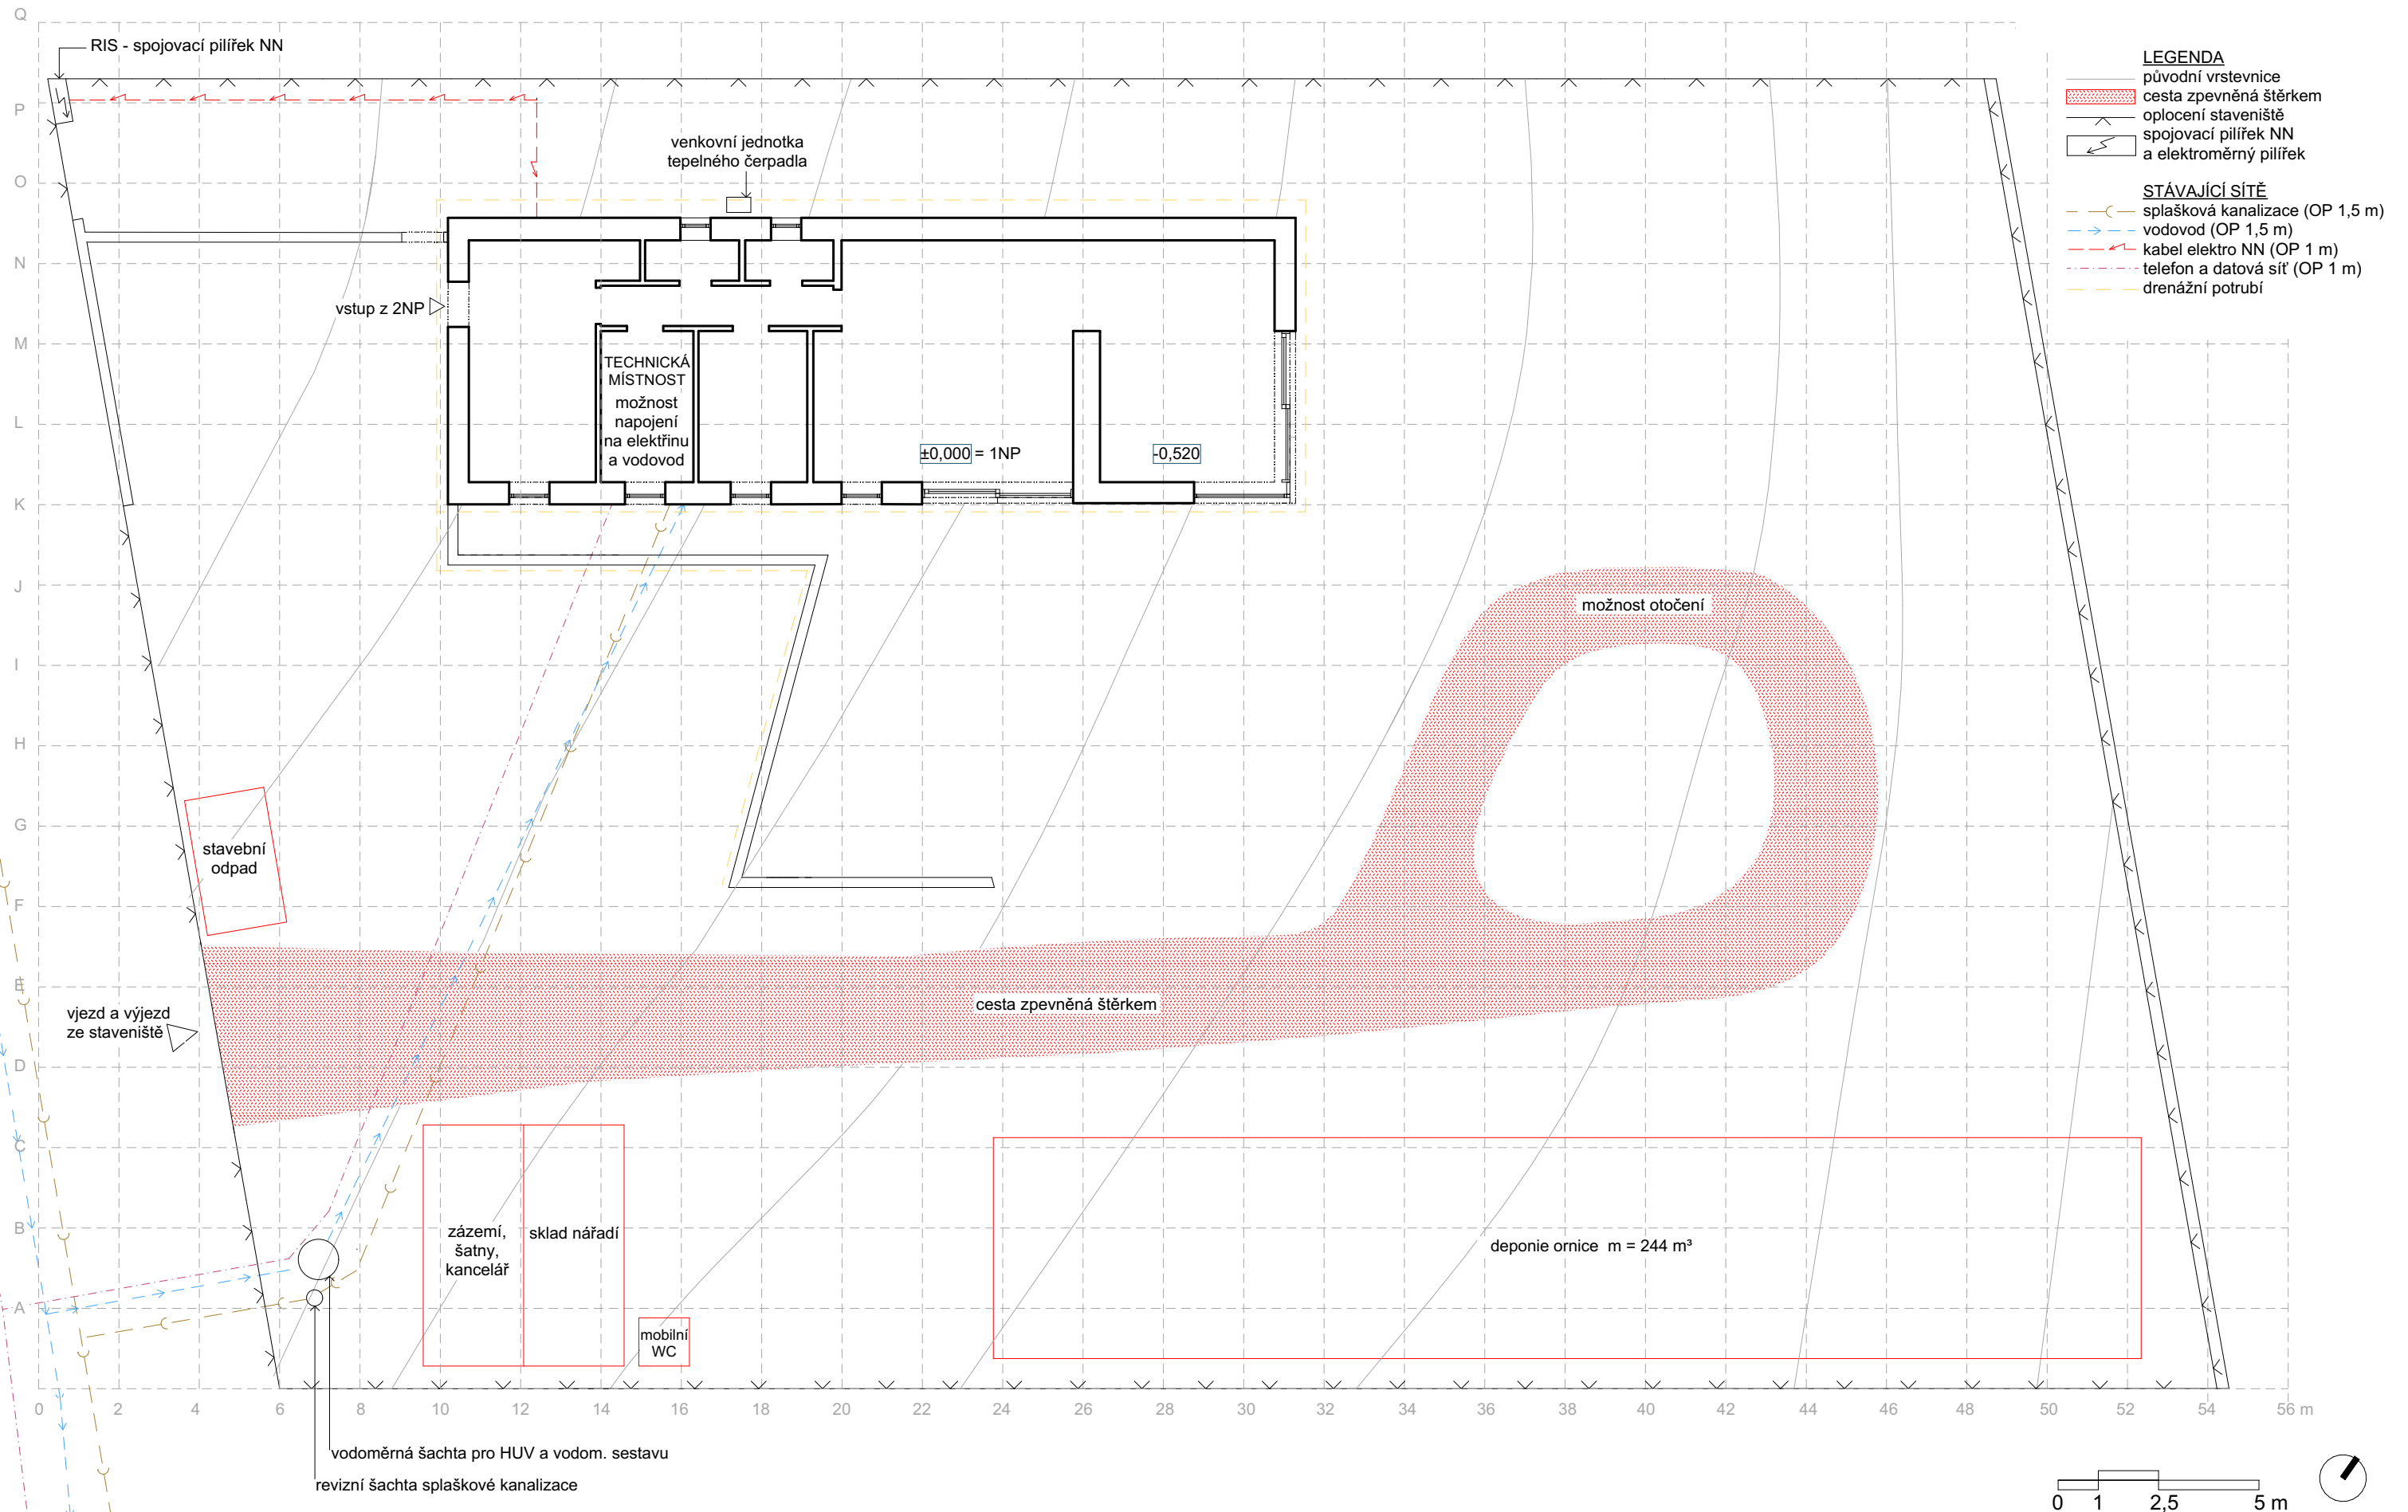 Q
RIS - spojovací pilířek NN
LEGENDA
původní vrstevnice
cesta zpevněná štěrkem
oplocení staveniště
spojovací pilířek NN
a elektroměrný pilířek
P
venkovní jednotka
tepelného čerpadla
O
STÁVAJÍCÍ SÍTĚ
splašková kanalizace (OP 1,5 m)
vodovod (OP 1,5 m)
kabel elektro NN (OP 1 m)
telefon a datová síť (OP 1 m)
drenážní potrubí
N
vstup z 2NP
M
TECHNICKÁ
MÍSTNOST
možnost
napojení
na elektřinu
a vodovod
L
±0,000 = 1NP
-0,520
K
J
možnost otočení
I
H
G
stavební
odpad
F
E
cesta zpevněná štěrkem
vjezd a výjezd
ze staveniště
D
C
B
zázemí,
šatny,
kancelář
sklad nářadí
deponie ornice m = 244 m³
A
mobilní
WC
0 2 4 6 8 10 12 14 16 18 20 22 24 26 28 30 32 34 36 38 40 42 44 46 48 50 52 54 56 m
vodoměrná šachta pro HUV a vodom. sestavu
revizní šachta splaškové kanalizace
0 1 2,5 5 m